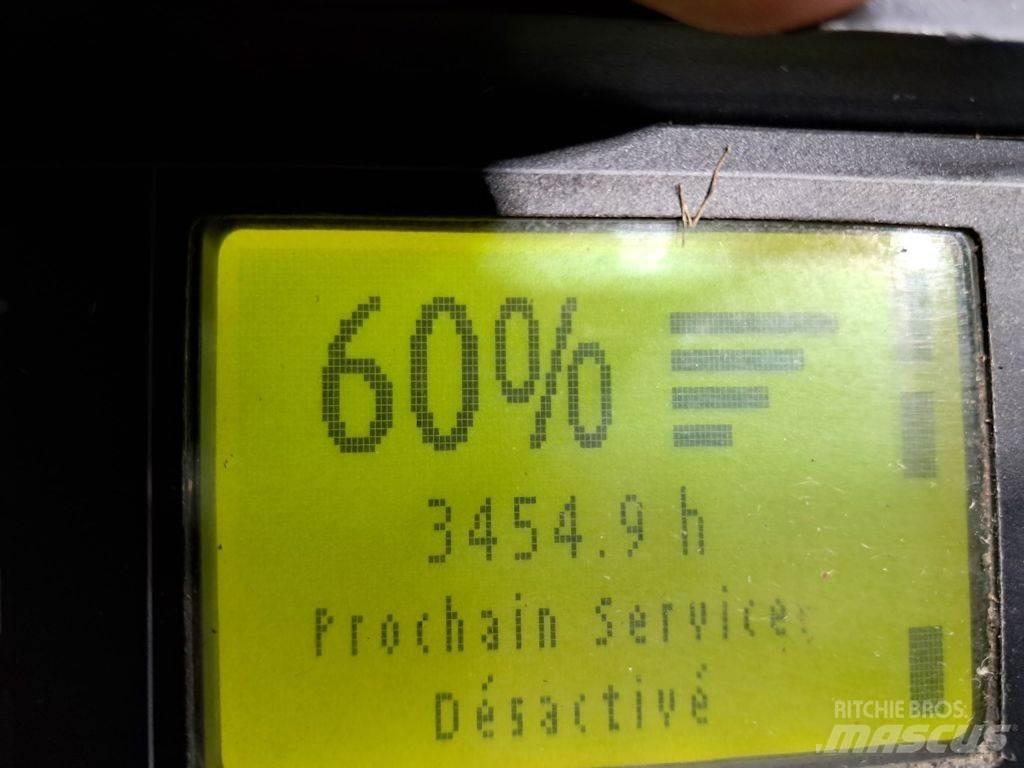 60%
3454.9 h
Prochain Service:
Désactivé
RITCHIE BROS.
MASCUS